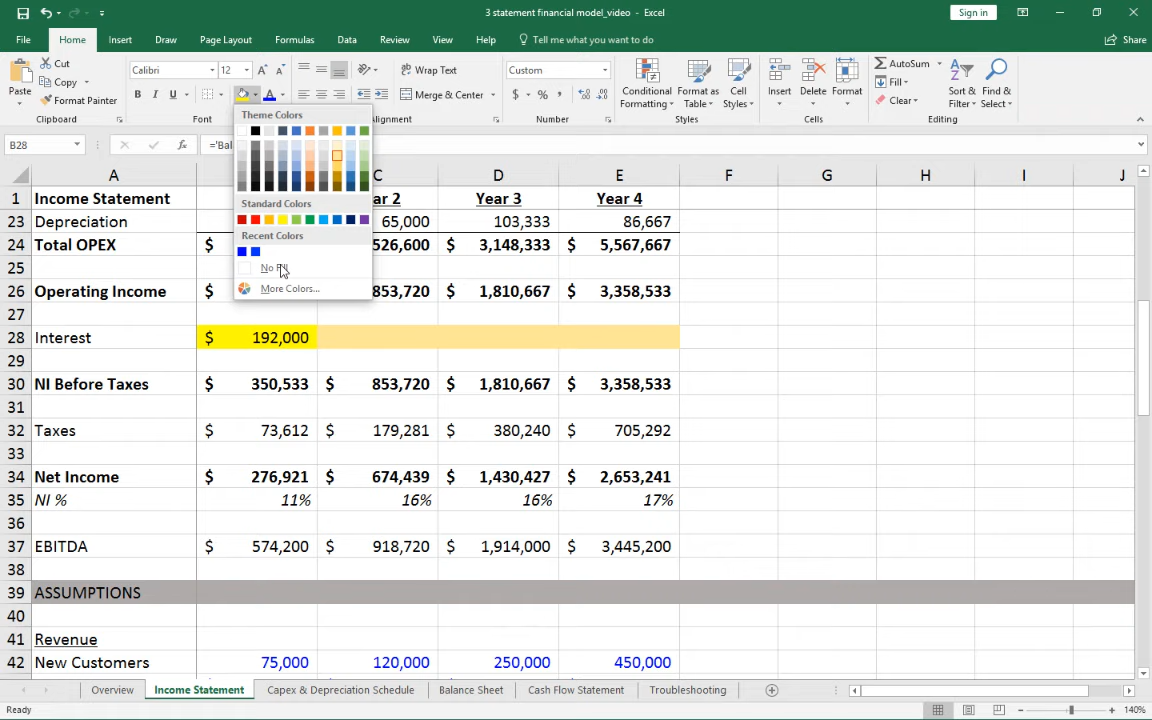 3 statement financial model_video - Excel
Sign in
File Home Insert Draw Page Layout Formulas Data Review View Help Tell me what you want to do Share
Paste
Cut
Copy
Format Painter
Clipboard
Calibri 12
B I U
Font
Wrap Text
Merge & Center
Alignment
Custom
$ % ,
Number
Conditional Formatting
Format as Table
Cell Styles
Styles
Insert Delete Format
Cells
AutoSum
Fill
Clear
Sort & Filter
Find & Select
Editing
Theme Colors
Standard Colors
Recent Colors
No Fill
More Colors...
B28 fx ='Bal
A C D E F G H I J
1 Income Statement ar 2 Year 3 Year 4
23 Depreciation 65,000 103,333 86,667
24 Total OPEX $ 526,600 $ 3,148,333 $ 5,567,667
25
26 Operating Income $ 853,720 $ 1,810,667 $ 3,358,533
27
28 Interest $ 192,000
29
30 NI Before Taxes $ 350,533 $ 853,720 $ 1,810,667 $ 3,358,533
31
32 Taxes $ 73,612 $ 179,281 $ 380,240 $ 705,292
33
34 Net Income $ 276,921 $ 674,439 $ 1,430,427 $ 2,653,241
35 NI % 11% 16% 16% 17%
36
37 EBITDA $ 574,200 $ 918,720 $ 1,914,000 $ 3,445,200
38
39 ASSUMPTIONS
40
41 Revenue
42 New Customers 75,000 120,000 250,000 450,000
Overview Income Statement Capex & Depreciation Schedule Balance Sheet Cash Flow Statement Troubleshooting
Ready 140%